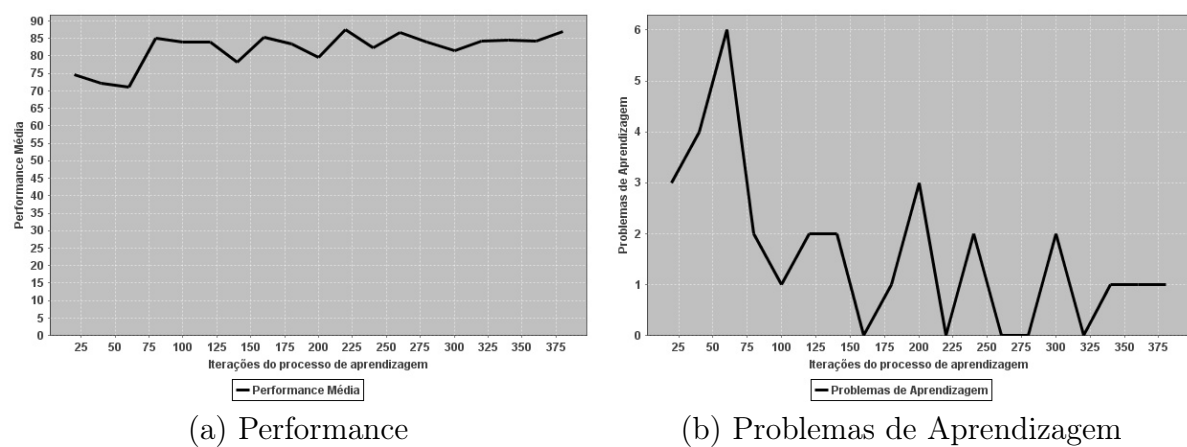 90
85
80
75
70
65
60
55
50
45
40
35
30
25
20
15
10
5
0
Performance Média
25 50 75 100 125 150 175 200 225 250 275 300 325 350 375
Iterações do processo de aprendizagem
Performance Média
(a) Performance
6
5
4
3
2
1
0
Problemas de Aprendizagem
25 50 75 100 125 150 175 200 225 250 275 300 325 350 375
Iterações do processo de aprendizagem
Problemas de Aprendizagem
(b) Problemas de Aprendizagem